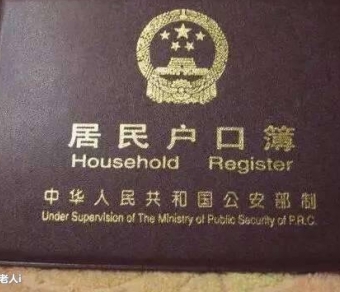 居民户口簿
Household Register
中华人民共和国公安部制
Under Supervision of The Ministry of Public Security of P.R.C.
老人i